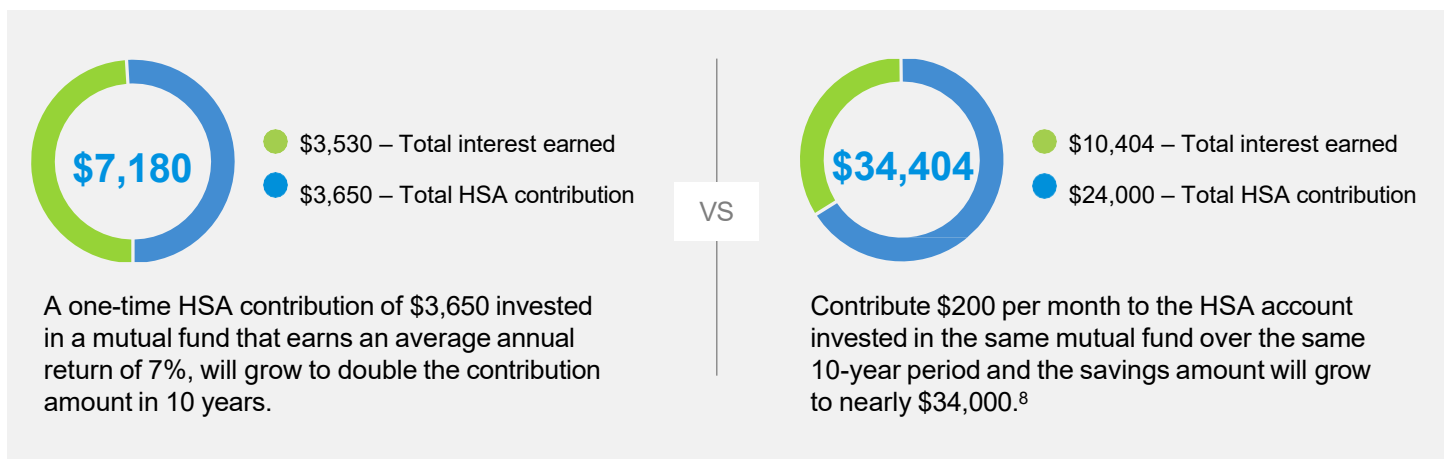 $7,180
$3,530 – Total interest earned
$3,650 – Total HSA contribution
A one-time HSA contribution of $3,650 invested
in a mutual fund that earns an average annual
return of 7%, will grow to double the contribution
amount in 10 years.
VS
$34,404
$10,404 – Total interest earned
$24,000 – Total HSA contribution
Contribute $200 per month to the HSA account
invested in the same mutual fund over the same
10-year period and the savings amount will grow
to nearly $34,000.⁸